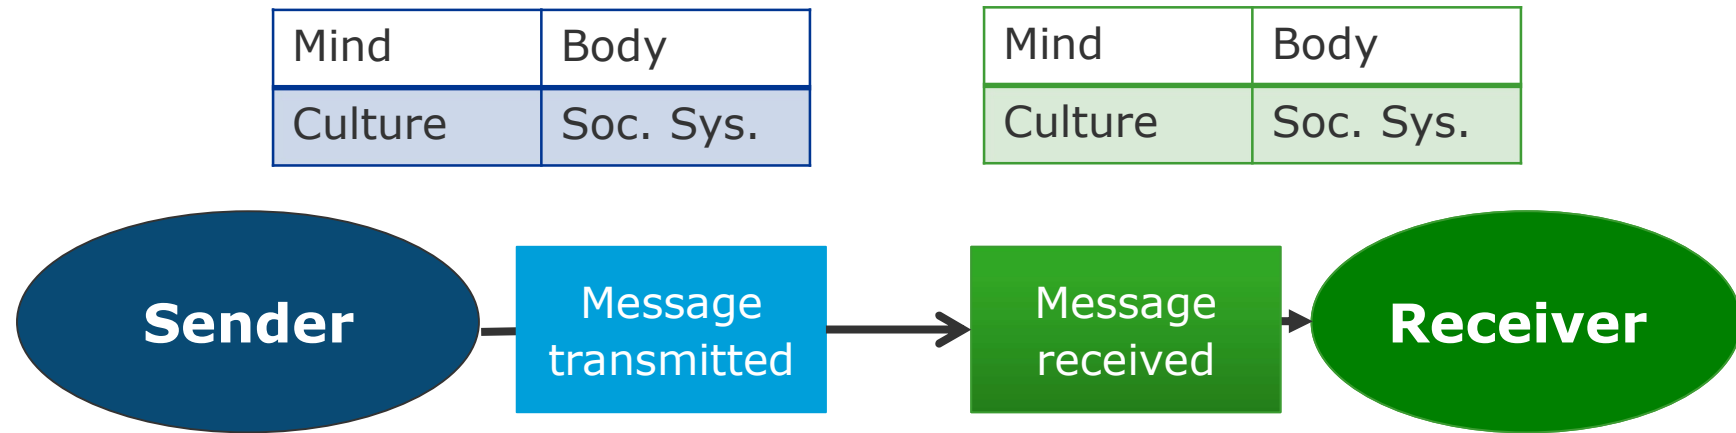 Mind Body
Culture Soc. Sys.
Mind Body
Culture Soc. Sys.
Sender
Message
transmitted
Message
received
Receiver